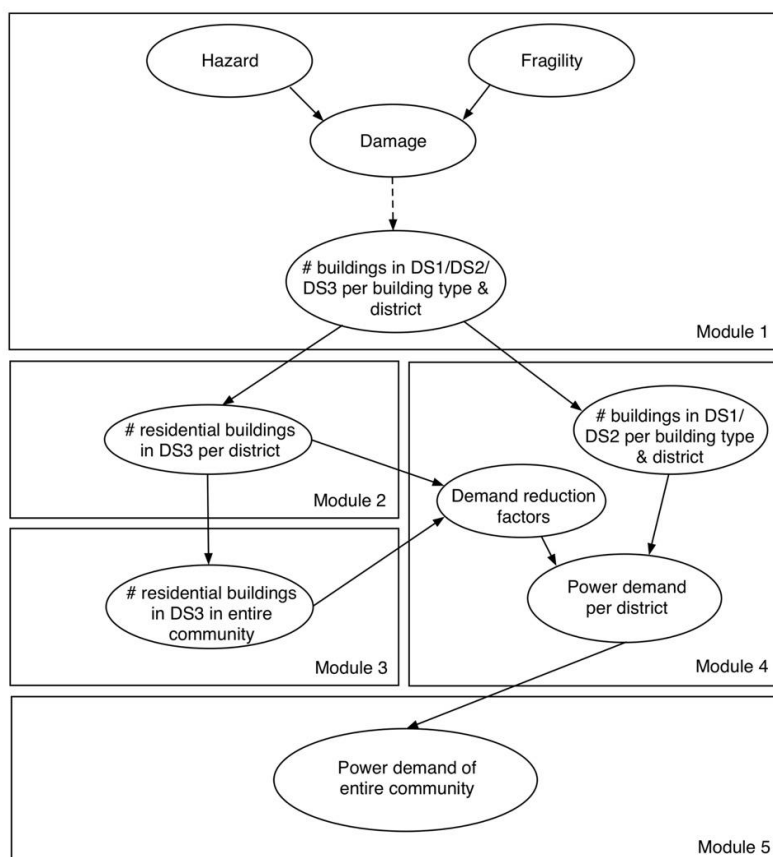 Hazard
Fragility
Damage
# buildings in DS1/DS2/
DS3 per building type &
district
Module 1
# residential buildings
in DS3 per district
Module 2
# buildings in DS1/
DS2 per building type
& district
Demand reduction
factors
Power demand
per district
Module 4
# residential buildings
in DS3 in entire
community
Module 3
Power demand of
entire community
Module 5